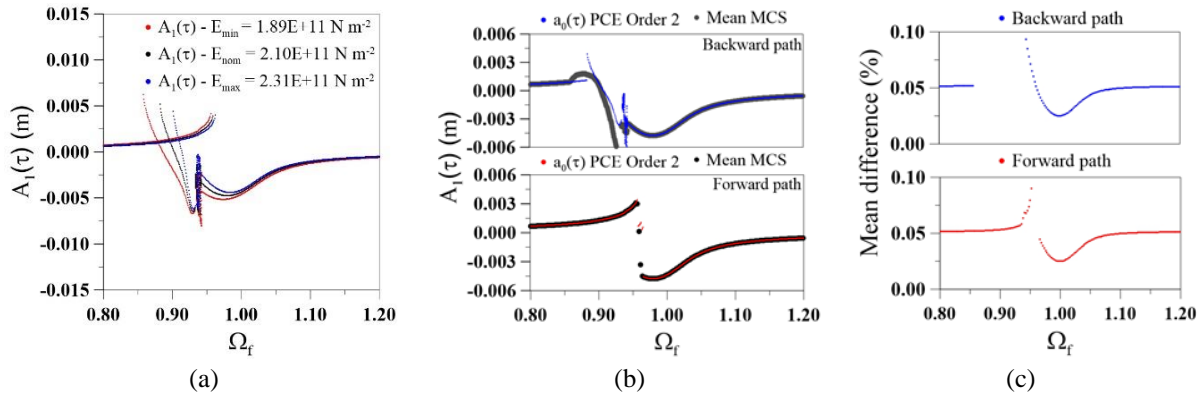 0.015
0.010
0.005
0.000
-0.005
-0.010
-0.015
A₁(τ) (m)
A₁(τ) - Eₘᵢₙ = 1.89E+11 N m⁻²
A₁(τ) - Eₙₒₘ = 2.10E+11 N m⁻²
A₁(τ) - Eₘₐₓ = 2.31E+11 N m⁻²
0.80 0.90 1.00 1.10 1.20
Ω_f
(a)
a₀(τ) PCE Order 2 Mean MCS
Backward path
0.006
0.003
0.000
-0.003
-0.006
A₁(τ) (m)
a₀(τ) PCE Order 2 Mean MCS
Forward path
0.003
0.000
-0.003
-0.006
0.80 0.90 1.00 1.10 1.20
Ω_f
(b)
Backward path
0.10
0.05
0.00
Mean difference (%)
Forward path
0.10
0.05
0.00
0.80 0.90 1.00 1.10 1.20
Ω_f
(c)